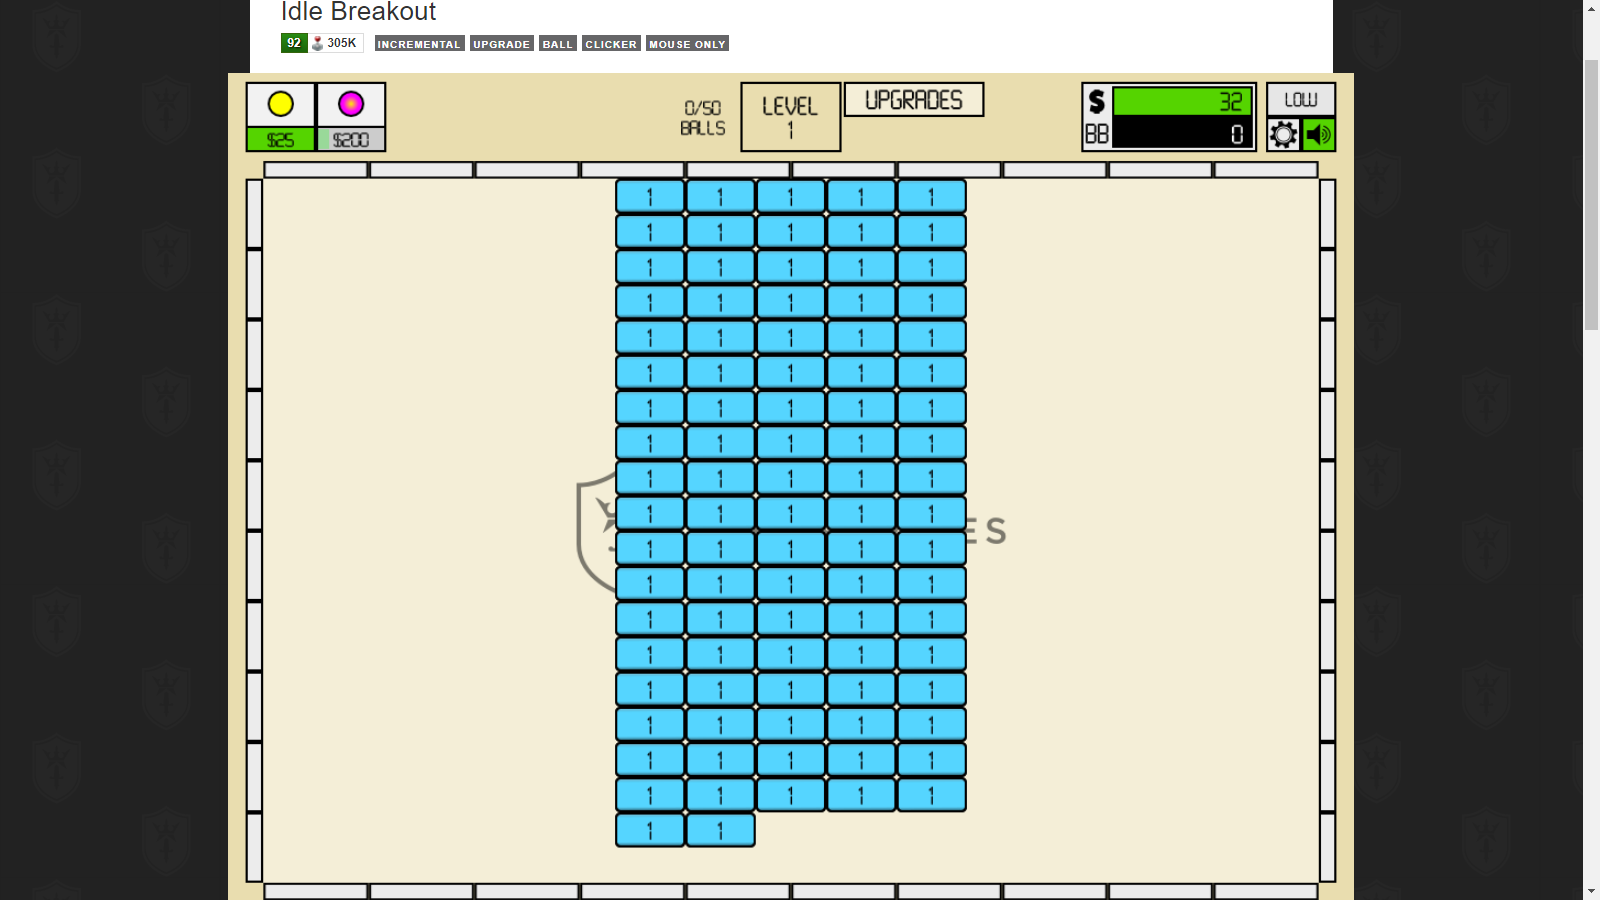 Idle Breakout
92 305K INCREMENTAL UPGRADE BALL CLICKER MOUSE ONLY
$25 $200
0/50
BALLS
LEVEL
1
UPGRADES
$ 32
BB 0
LOW
1 1 1 1 1
1 1 1 1 1
1 1 1 1 1
1 1 1 1 1
1 1 1 1 1
1 1 1 1 1
1 1 1 1 1
1 1 1 1 1
1 1 1 1 1
1 1 1 1 1
ES
1 1 1 1 1
1 1 1 1 1
1 1 1 1 1
1 1 1 1 1
1 1 1 1 1
1 1 1 1 1
1 1 1 1 1
1 1 1 1 1
1 1